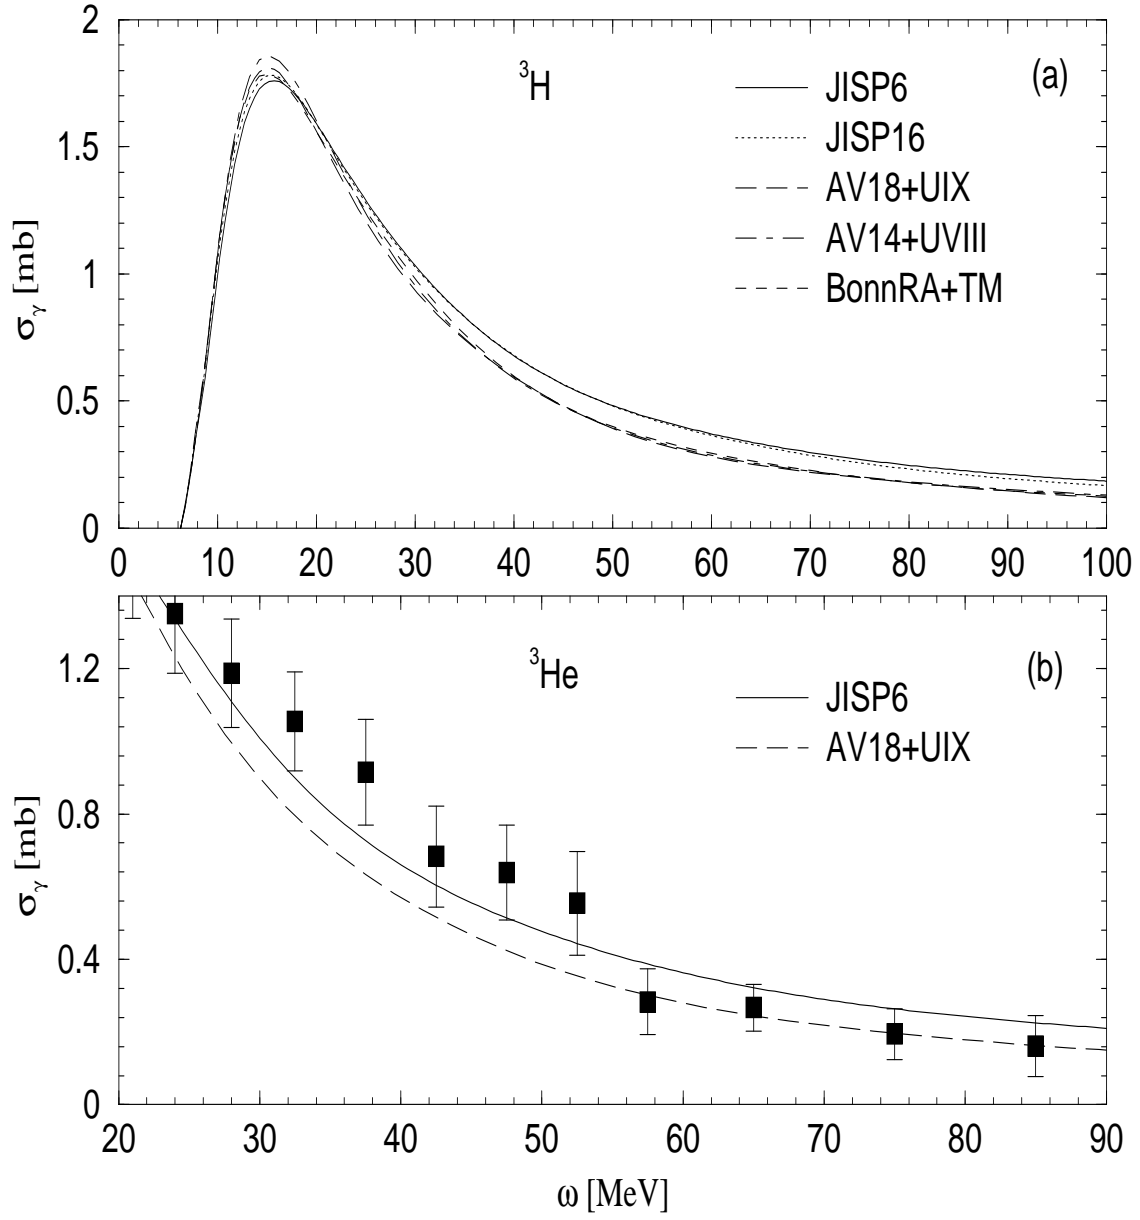 2
³H
(a)
JISP6
JISP16
1.5
AV18+UIX
AV14+UVIII
BonnRA+TM
1
σγ [mb]
0.5
0
0 10 20 30 40 50 60 70 80 90 100
³He
(b)
JISP6
AV18+UIX
1.2
0.8
σγ [mb]
0.4
0
20 30 40 50 60 70 80 90
ω [MeV]